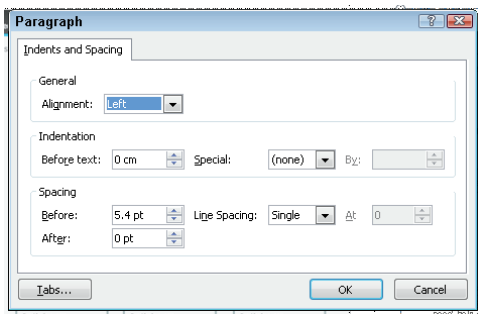 Paragraph
Indents and Spacing
General
Alignment: Left
Indentation
Before text: 0 cm Special: (none) By:
Spacing
Before: 5.4 pt Line Spacing: Single At 0
After: 0 pt
Tabs... OK Cancel